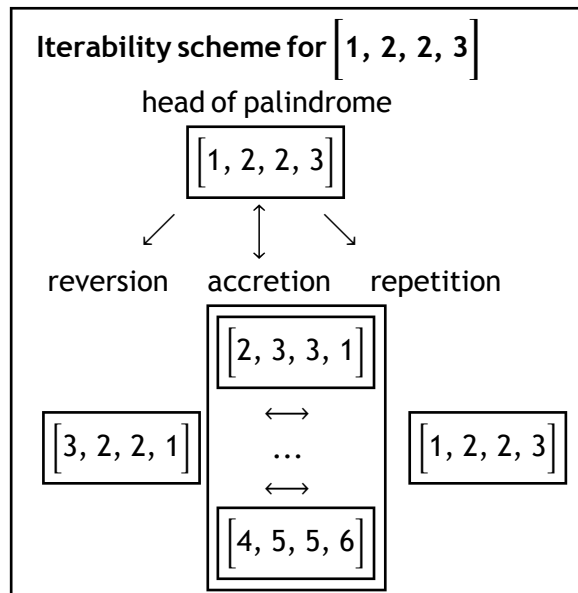 Iterability scheme for [1, 2, 2, 3]
head of palindrome
[1, 2, 2, 3]
reversion accretion repetition
[2, 3, 3, 1]
[3, 2, 2, 1] ... [1, 2, 2, 3]
[4, 5, 5, 6]